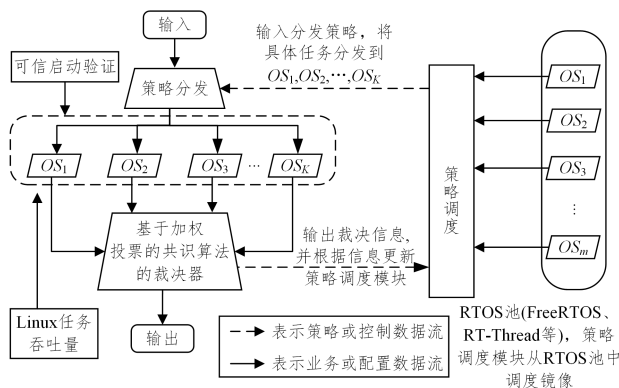 输入
输入分发策略，将
具体任务分发到
OS1,OS2,…,OSK
可信启动验证
策略分发
OS1
OS2
OS3
…
OSK
策略调度
OS1
OS2
OS3
⋮
OSm
基于加权
投票的共识算法
的裁决器
输出裁决信息,
并根据信息更新
策略调度模块
Linux任务
吞吐量
输出
表示策略或控制数据流
表示业务或配置数据流
RTOS池(FreeRTOS、
RT-Thread等)，策略
调度模块从RTOS池中
调度镜像